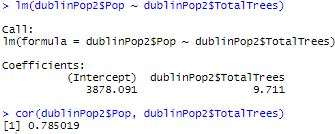 > lm(dublinPop2$Pop ~ dublinPop2$TotalTrees)
Call:
lm(formula = dublinPop2$Pop ~ dublinPop2$TotalTrees)
Coefficients:
(Intercept) dublinPop2$TotalTrees
3878.091 9.711
> cor(dublinPop2$Pop, dublinPop2$TotalTrees)
[1] 0.785019